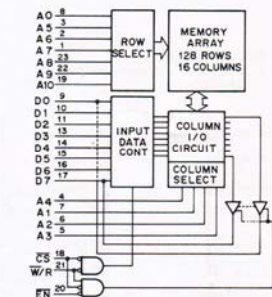 A0 8
A5 3
A6 2
A7 1
A8 23
A9 22
A10 19
ROW SELECT
MEMORY ARRAY
128 ROWS
16 COLUMNS
D0 9
D1 10
D2 11
D3 13
D4 14
D5 15
D6 16
D7 17
INPUT DATA CONT
COLUMN I/O CIRCUIT
COLUMN SELECT
A4 4
A1 7
A2 6
A3 5
CS 18
W/R 21
EN 20